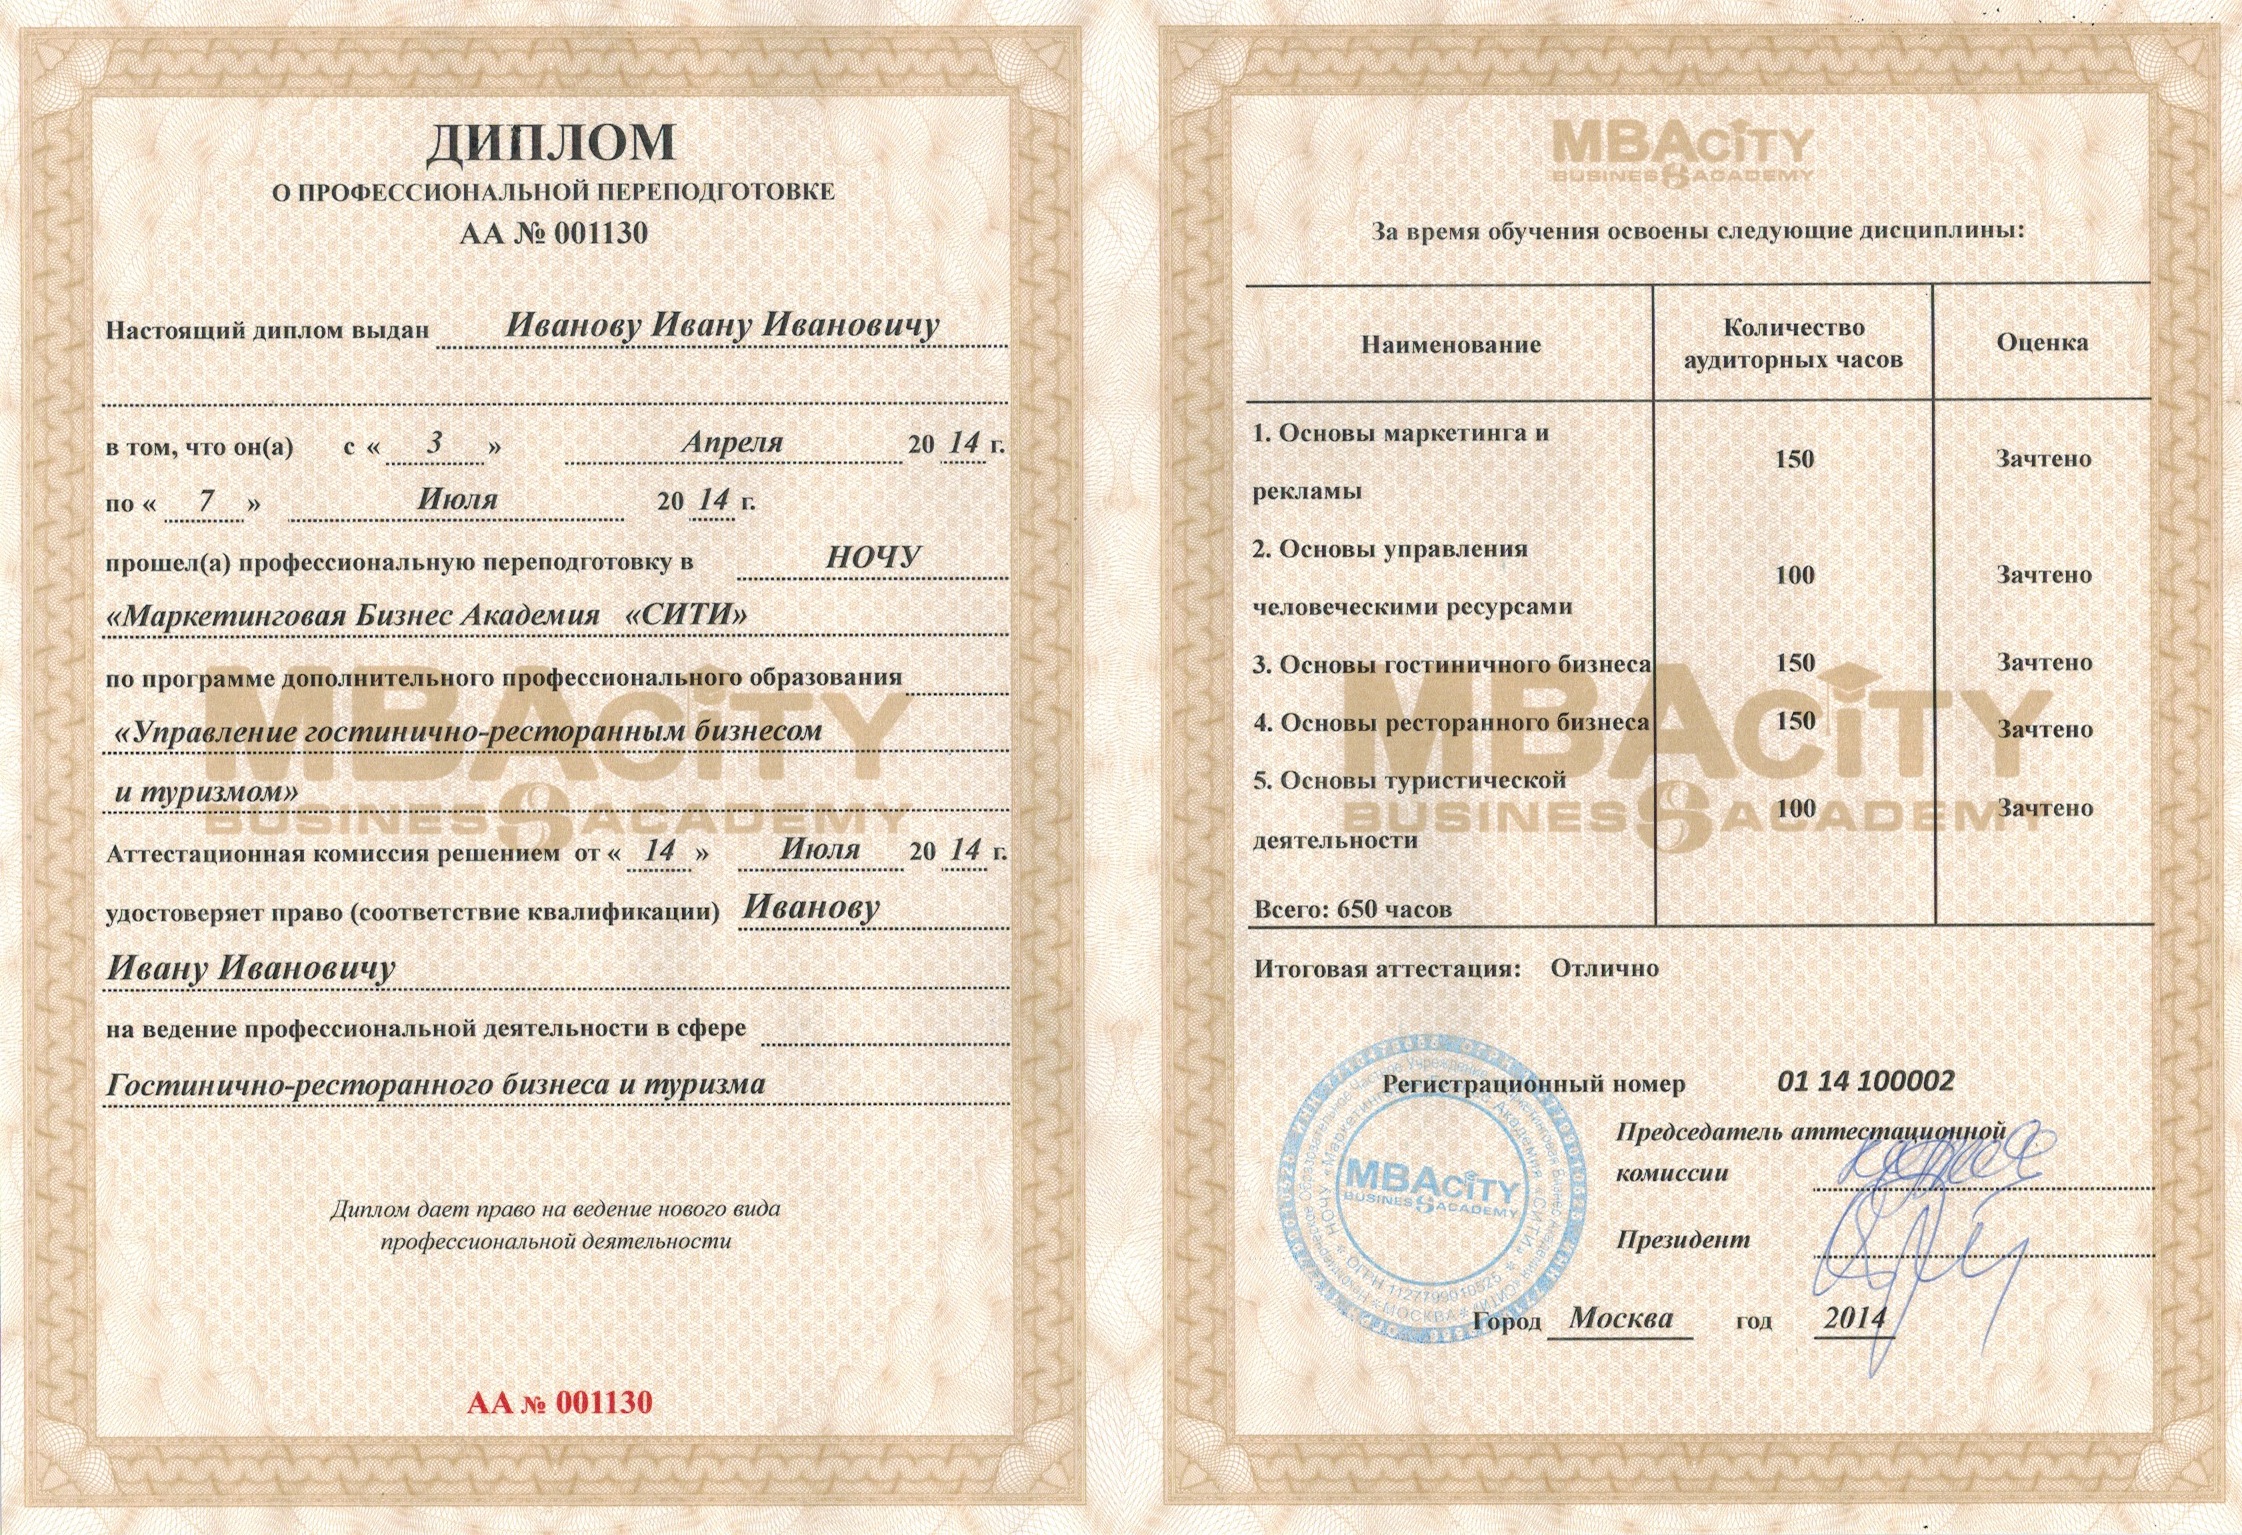 ДИПЛОМ
О ПРОФЕССИОНАЛЬНОЙ ПЕРЕПОДГОТОВКЕ
АА № 001130
Настоящий диплом выдан Иванову Ивану Ивановичу
в том, что он(а) с « 3 » Апреля 20 14 г.
по « 7 » Июля 20 14 г.
прошел(а) профессиональную переподготовку в НОЧУ
«Маркетинговая Бизнес Академия «СИТИ»
по программе дополнительного профессионального образования
«Управление гостинично-ресторанным бизнесом
и туризмом»
MBACITY
BUSINESS ACADEMY
Аттестационная комиссия решением от « 14 » Июля 20 14 г.
удостоверяет право (соответствие квалификации) Иванову
Ивану Ивановичу
на ведение профессиональной деятельности в сфере
Гостинично-ресторанного бизнеса и туризма
Диплом дает право на ведение нового вида
профессиональной деятельности
АА № 001130
MBACITY
BUSINESS ACADEMY
За время обучения освоены следующие дисциплины:
Наименование
Количество
аудиторных часов
Оценка
1. Основы маркетинга и
рекламы
150
Зачтено
2. Основы управления
человеческими ресурсами
100
Зачтено
3. Основы гостиничного бизнеса 150 Зачтено
4. Основы ресторанного бизнеса 150 Зачтено
5. Основы туристической
деятельности
100
Зачтено
MBACITY
BUSINESS ACADEMY
Всего: 650 часов
Итоговая аттестация: Отлично
Регистрационный номер 01 14 100002
Председатель аттестационной
комиссии
Президент
MBACITY
BUSINESS ACADEMY
НОЧУ «Маркетинговая Академия «СИТИ»
ОГРН 1127799010525
МОСКВА
Город Москва год 2014